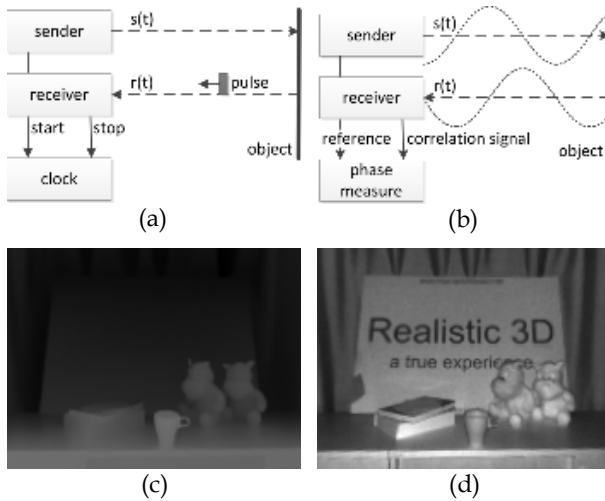 sender
s(t)
receiver
r(t)
pulse
start
stop
object
clock
(a)
sender
s(t)
receiver
r(t)
reference
correlation signal
object
phase
measure
(b)
(c)
Realistic 3D
a true experience
(d)